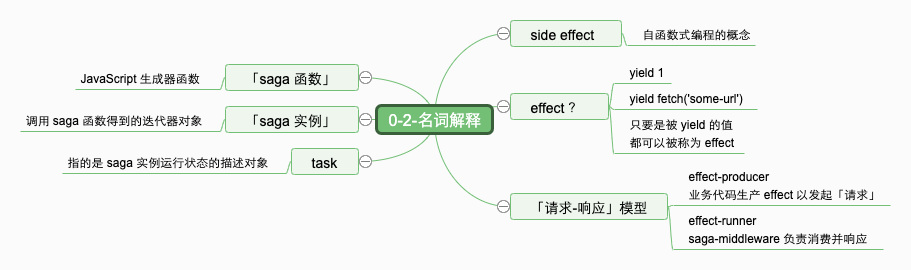 0-2-名词解释
side effect
自函数式编程的概念
effect ?
yield 1
yield fetch('some-url')
只要是被 yield 的值
都可以被称为 effect
「请求-响应」模型
effect-producer
业务代码生产 effect 以发起「请求」
effect-runner
saga-middleware 负责消费并响应
「saga 函数」
JavaScript 生成器函数
「saga 实例」
调用 saga 函数得到的迭代器对象
task
指的是 saga 实例运行状态的描述对象